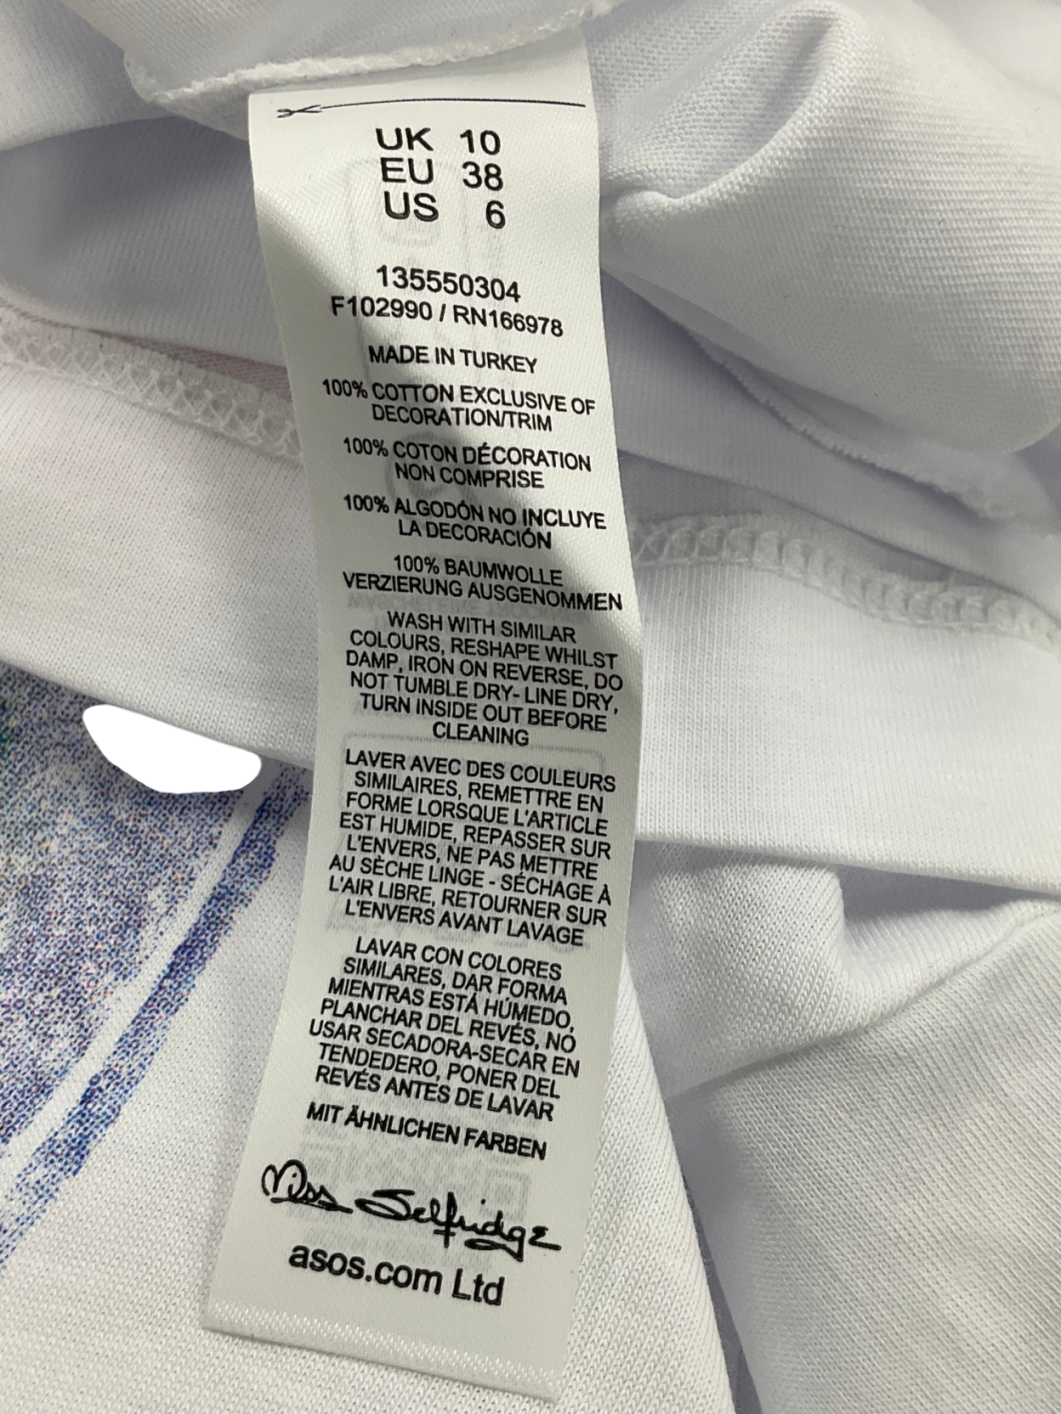 UK 10
EU 38
US 6
135550304
F102990 / RN166978
MADE IN TURKEY
100% COTTON EXCLUSIVE OF
DECORATION/TRIM
100% COTON DÉCORATION
NON COMPRISE
100% ALGODÓN NO INCLUYE
LA DECORACIÓN
100% BAUMWOLLE
VERZIERUNG AUSGENOMMEN
WASH WITH SIMILAR
COLOURS, RESHAPE WHILST
DAMP, IRON ON REVERSE, DO
NOT TUMBLE DRY- LINE DRY,
TURN INSIDE OUT BEFORE
CLEANING
LAVER AVEC DES COULEURS
SIMILAIRES, REMETTRE EN
FORME LORSQUE L'ARTICLE
EST HUMIDE, REPASSER SUR
L'ENVERS, NE PAS METTRE
AU SÈCHE LINGE - SÉCHAGE À
L'AIR LIBRE, RETOURNER SUR
L'ENVERS AVANT LAVAGE
LAVAR CON COLORES
SIMILARES, DAR FORMA
MIENTRAS ESTÁ HÚMEDO,
PLANCHAR DEL REVÉS, NO
USAR SECADORA-SECAR EN
TENDEDERO, PONER DEL
REVÉS ANTES DE LAVAR
MIT ÄHNLICHEN FARBEN
Miss Selfridge
asos.com Ltd